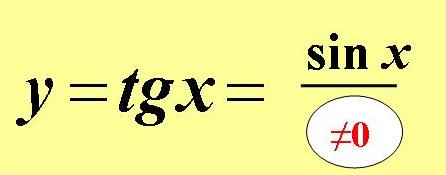 y = tgx = sin x
≠0